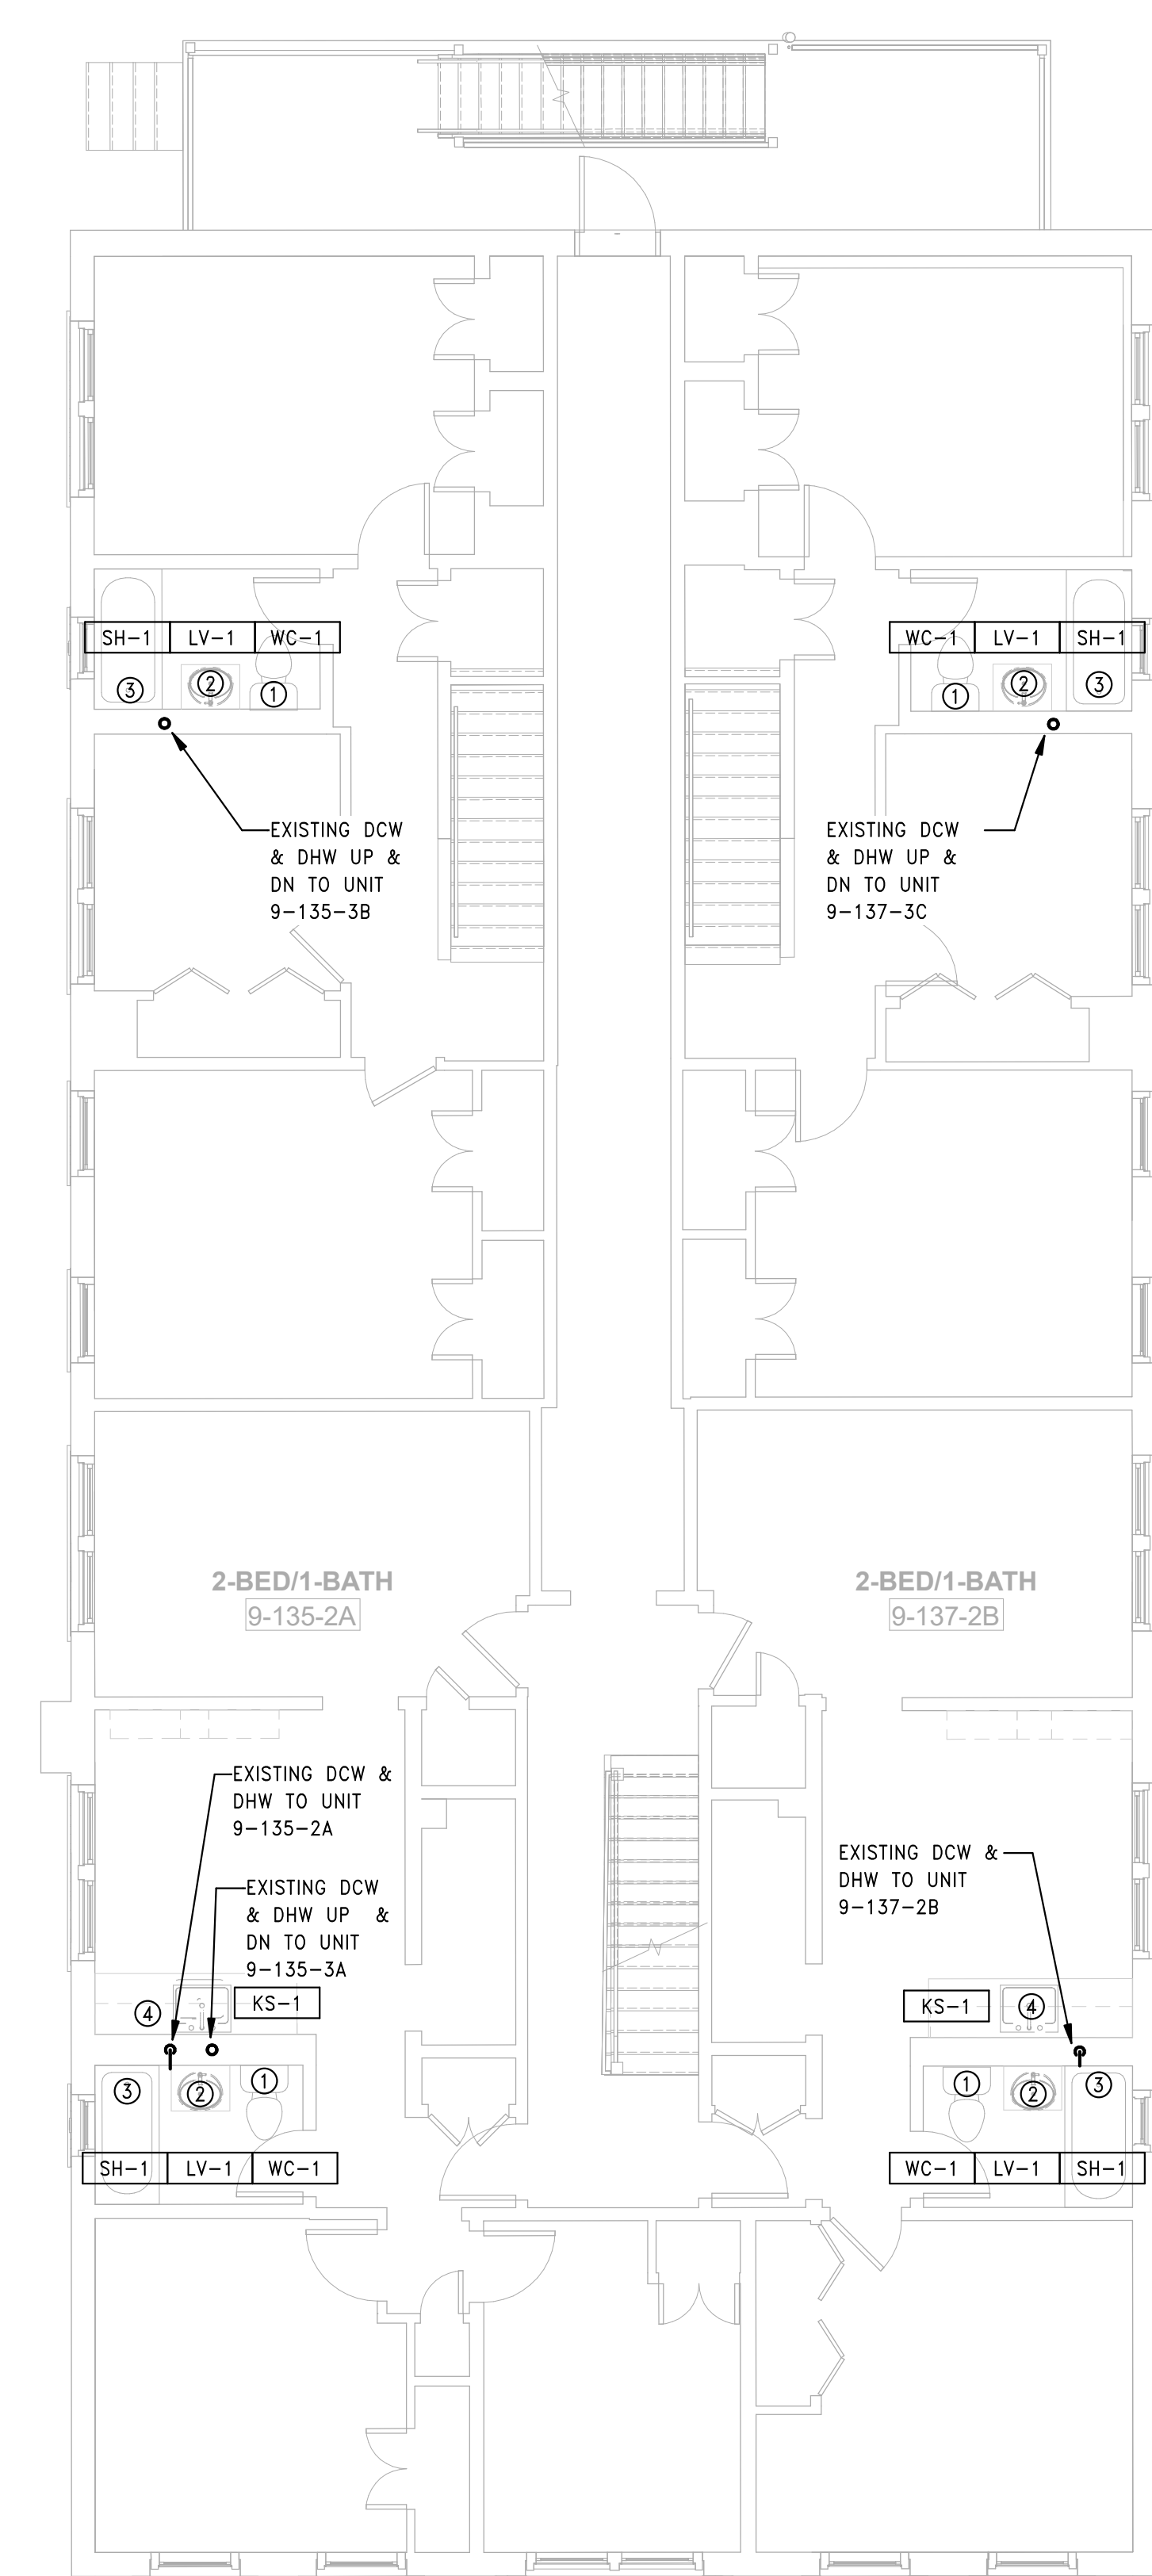 SH-1 LV-1 WC-1
WC-1 LV-1 SH-1
3 2 1
1 2 3
EXISTING DCW
& DHW UP &
DN TO UNIT
9-135-3B
EXISTING DCW
& DHW UP &
DN TO UNIT
9-137-3C
2-BED/1-BATH
9-135-2A
2-BED/1-BATH
9-137-2B
EXISTING DCW &
DHW TO UNIT
9-135-2A
EXISTING DCW
& DHW UP &
DN TO UNIT
9-135-3A
EXISTING DCW &
DHW TO UNIT
9-137-2B
4 KS-1
KS-1 4
3 2 1
1 2 3
SH-1 LV-1 WC-1
WC-1 LV-1 SH-1